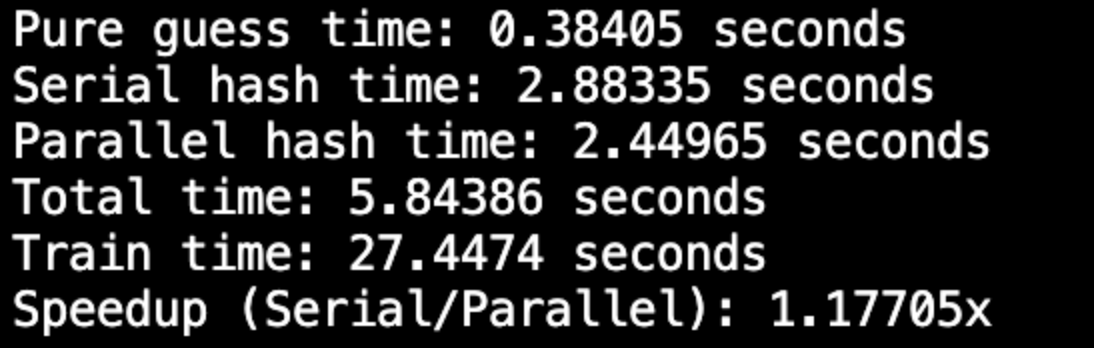 Pure guess time: 0.38405 seconds
Serial hash time: 2.88335 seconds
Parallel hash time: 2.44965 seconds
Total time: 5.84386 seconds
Train time: 27.4474 seconds
Speedup (Serial/Parallel): 1.17705x